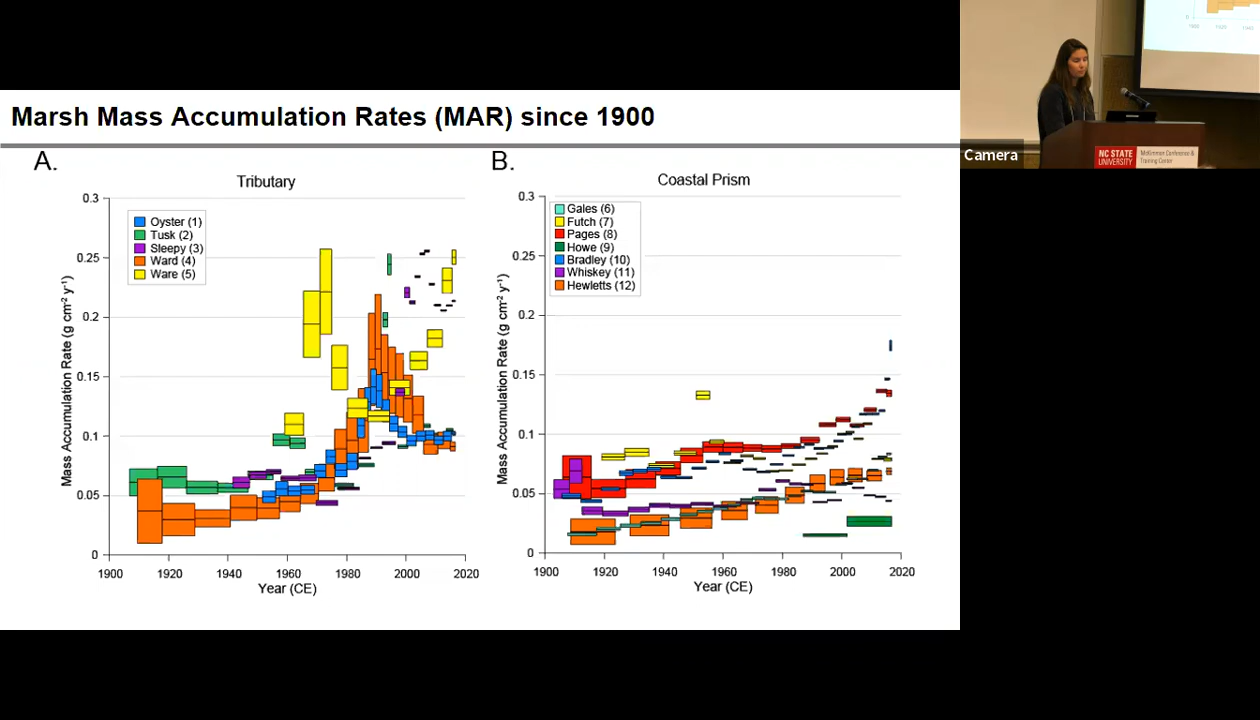 Marsh Mass Accumulation Rates (MAR) since 1900
A.
Tributary
0.3
0.25
0.2
0.15
0.1
0.05
0
Mass Accumulation Rate (g cm⁻² y⁻¹)
Oyster (1)
Tusk (2)
Sleepy (3)
Ward (4)
Ware (5)
1900 1920 1940 1960 1980 2000 2020
Year (CE)
B.
Coastal Prism
0.3
0.25
0.2
0.15
0.1
0.05
0
Mass Accumulation Rate (g cm⁻² y⁻¹)
Gales (6)
Futch (7)
Pages (8)
Howe (9)
Bradley (10)
Whiskey (11)
Hewletts (12)
1900 1920 1940 1960 1980 2000 2020
Year (CE)
Camera
NC STATE
UNIVERSITY
McKimmon Conference &
Training Center